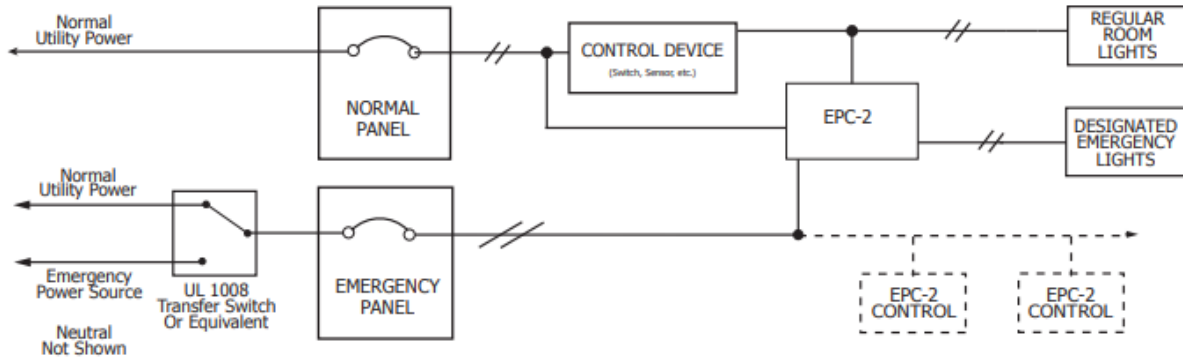 Normal
Utility Power
NORMAL
PANEL
CONTROL DEVICE
(Switch, Sensor, etc.)
REGULAR
ROOM
LIGHTS
EPC-2
DESIGNATED
EMERGENCY
LIGHTS
Normal
Utility Power
Emergency
Power Source
UL 1008
Transfer Switch
Or Equivalent
EMERGENCY
PANEL
EPC-2
CONTROL
EPC-2
CONTROL
Neutral
Not Shown